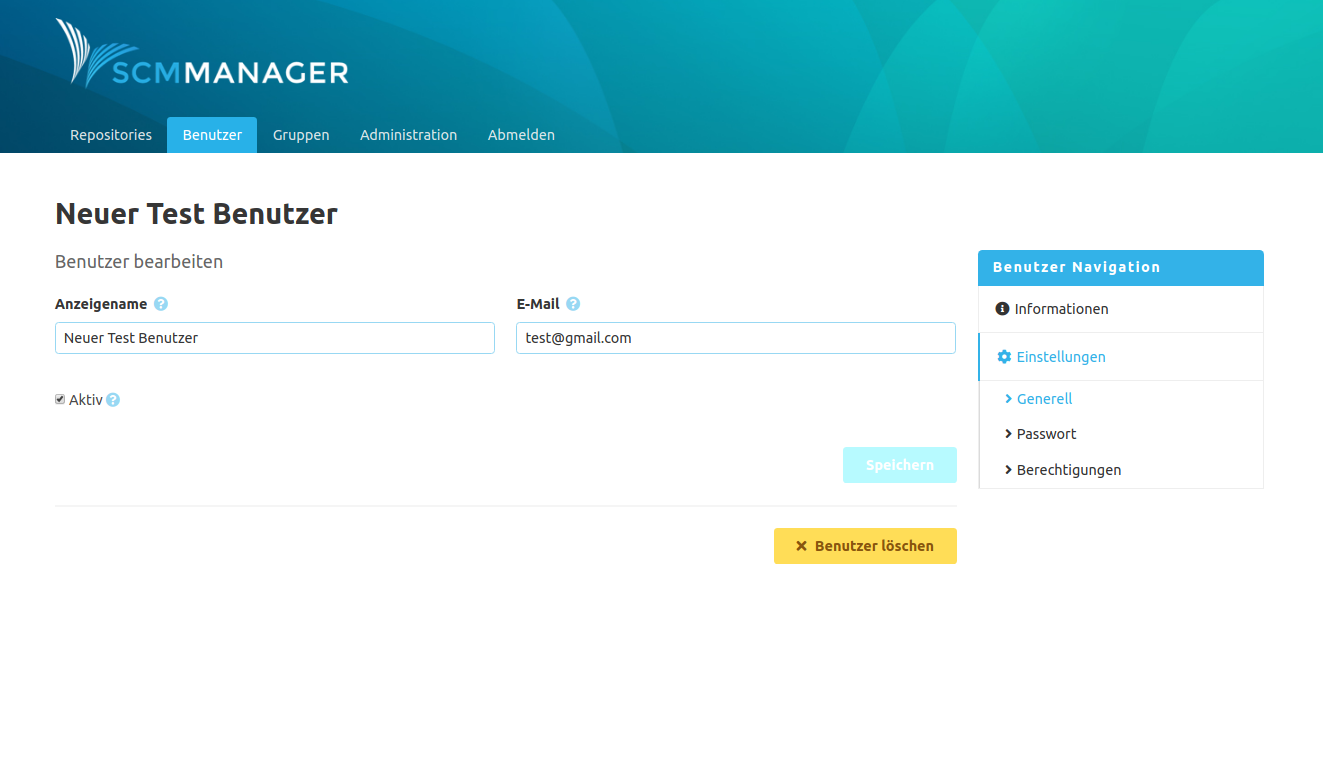 SCMMANAGER
Repositories Benutzer Gruppen Administration Abmelden
Neuer Test Benutzer
Benutzer bearbeiten
Anzeigename E-Mail
Neuer Test Benutzer test@gmail.com
Aktiv
Speichern
Benutzer löschen
Benutzer Navigation
Informationen
Einstellungen
Generell
Passwort
Berechtigungen